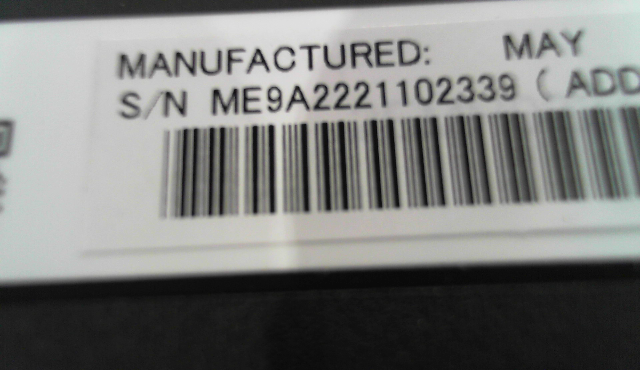 MANUFACTURED: MAY
S/N ME9A2221102339 ( ADD